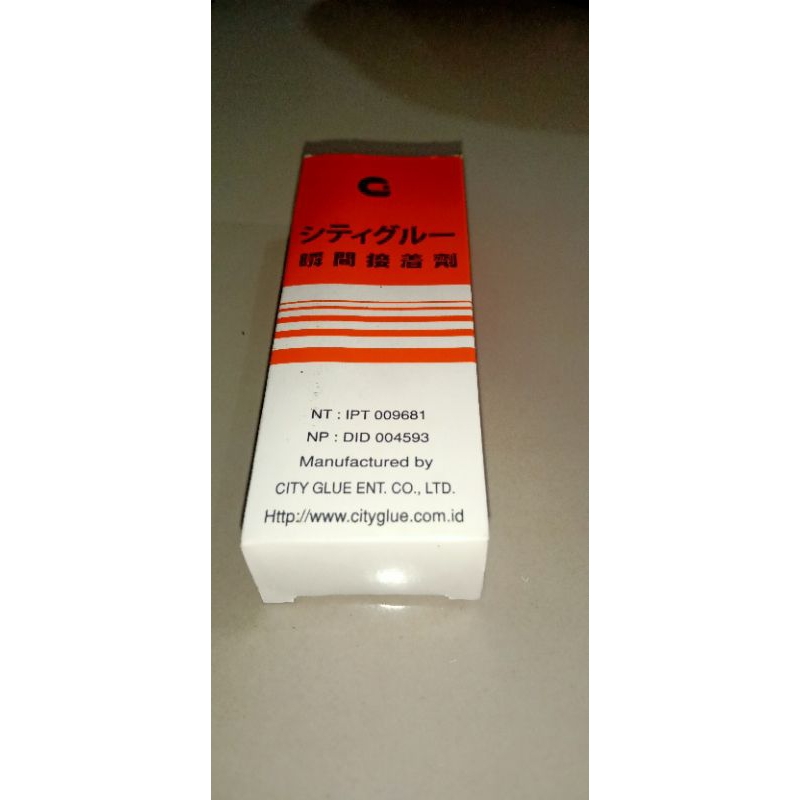 シティグルー
瞬間接着剤
NT : IPT 009681
NP : DID 004593
Manufactured by
CITY GLUE ENT. CO., LTD.
Http://www.cityglue.com.id